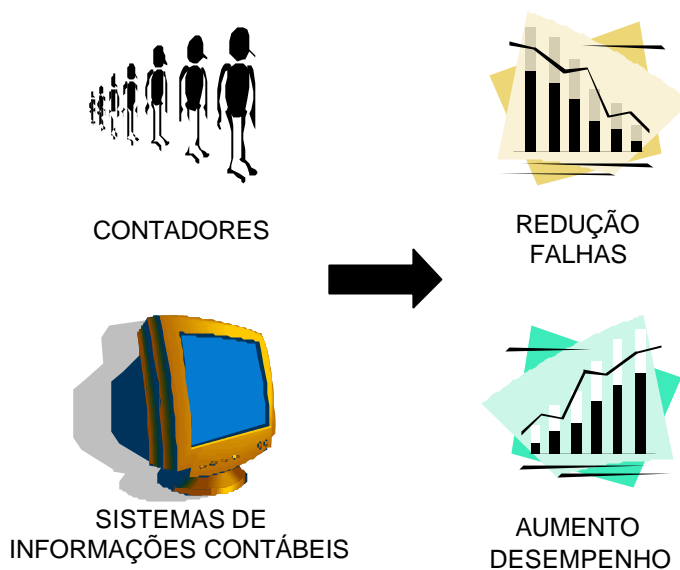 CONTADORES
REDUÇÃO
FALHAS
SISTEMAS DE
INFORMAÇÕES CONTÁBEIS
AUMENTO
DESEMPENHO